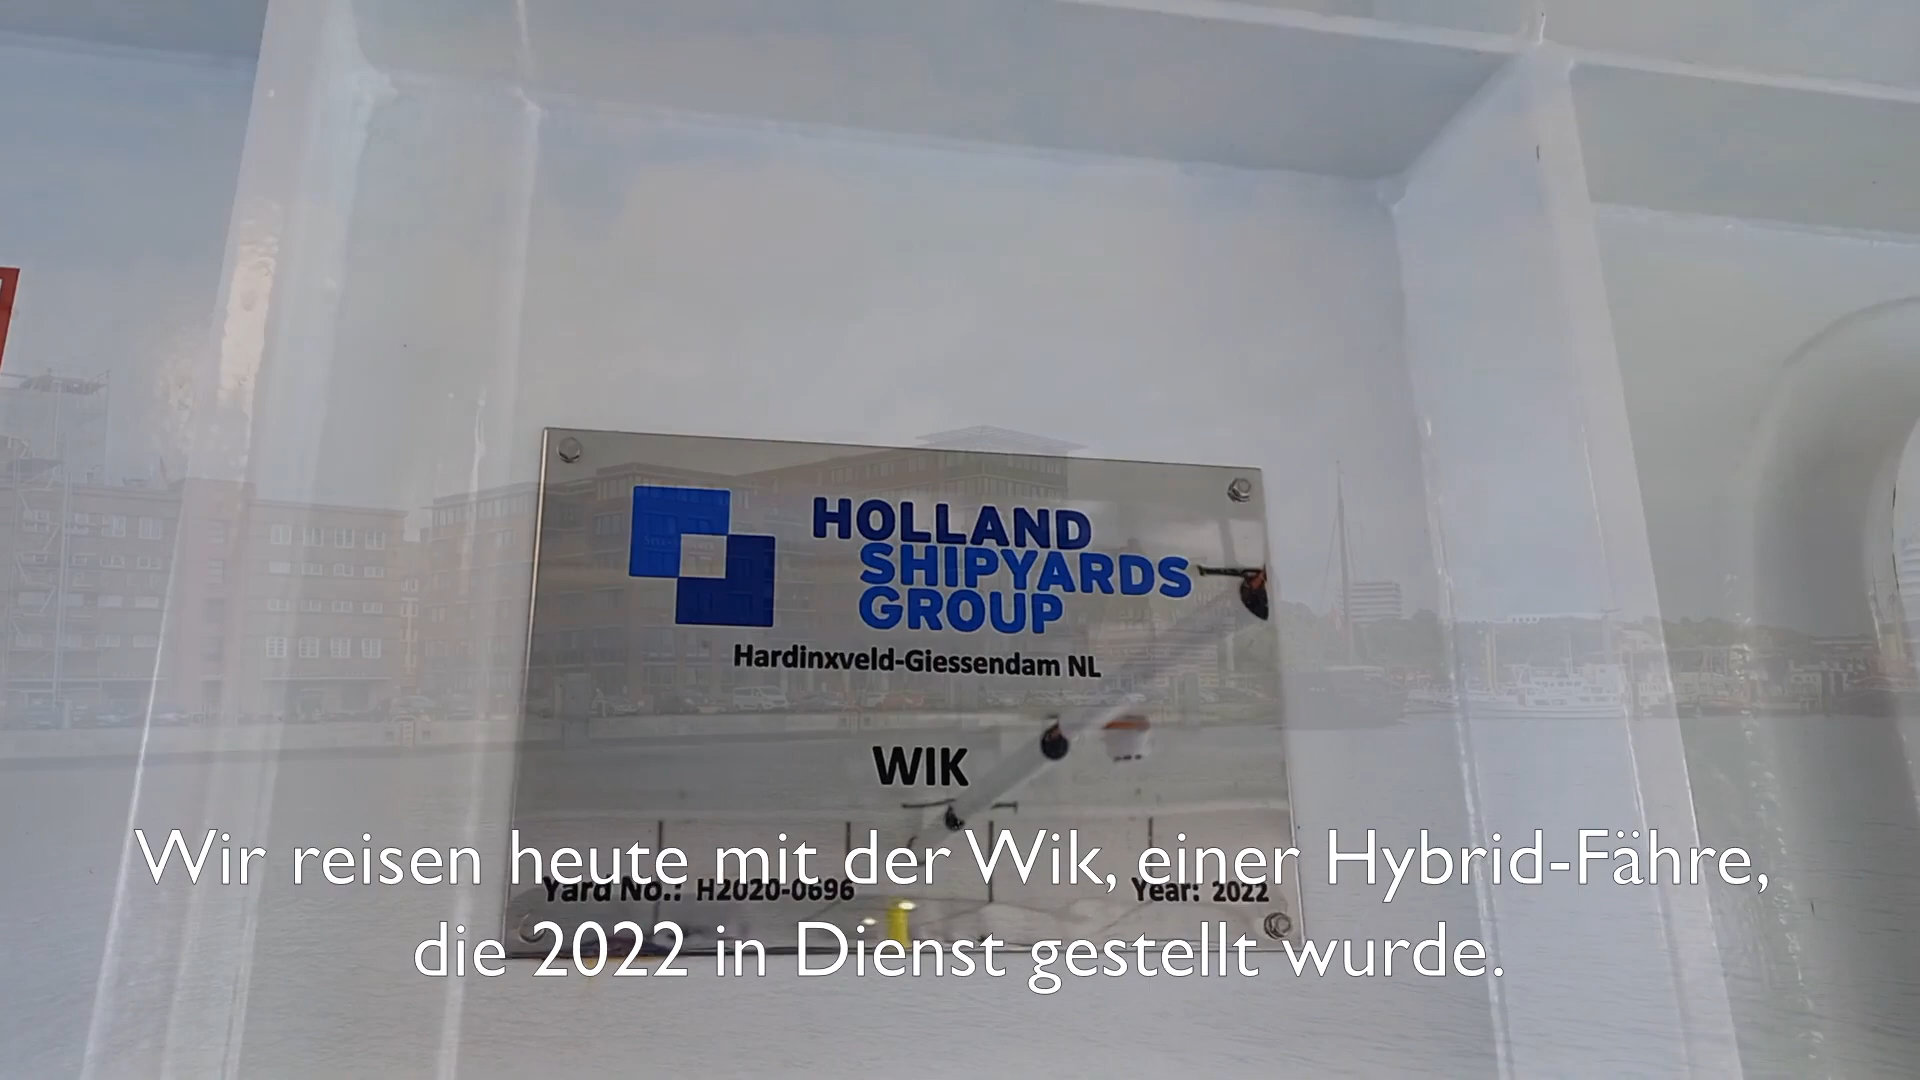 HOLLAND
SHIPYARDS
GROUP
Hardinxveld-Giessendam NL
WIK
Yard No.: H2020-0696 Year: 2022
Wir reisen heute mit der Wik, einer Hybrid-Fähre,
die 2022 in Dienst gestellt wurde.